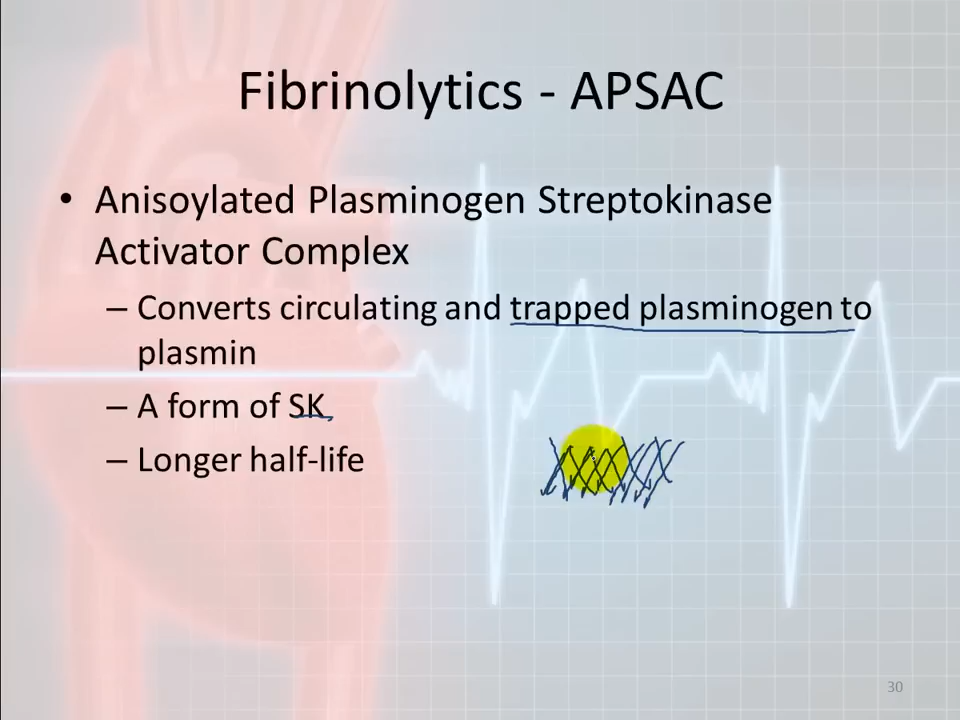 Fibrinolytics - APSAC
• Anisoylated Plasminogen Streptokinase
Activator Complex
– Converts circulating and trapped plasminogen to
plasmin
– A form of SK
– Longer half-life
30